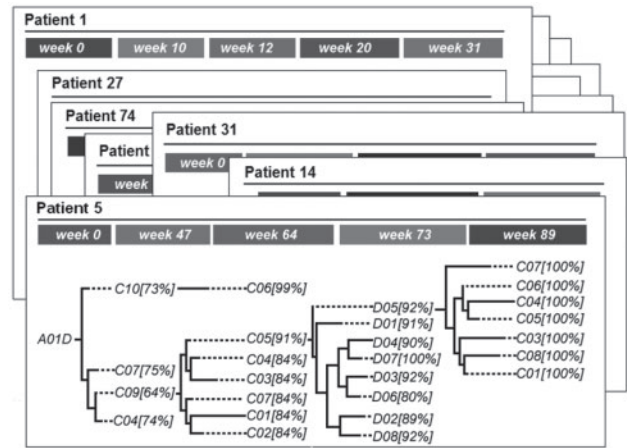 Patient 1
week 0 week 10 week 12 week 20 week 31
Patient 27
Patient 74
Patient 31
Patient
week 0
Patient 14
week
Patient 5
week 0 week 47 week 64 week 73 week 89
C07[100%]
C10[73%] C06[99%] D05[92%] C06[100%]
D01[91%] C04[100%]
A01D C05[91%] D04[90%] C05[100%]
C04[84%] D07[100%] C03[100%]
C07[75%] C03[84%] D03[92%] C08[100%]
C09[64%] C07[84%] D06[80%] C01[100%]
C04[74%] C01[84%] D02[89%]
C02[84%] D08[92%]